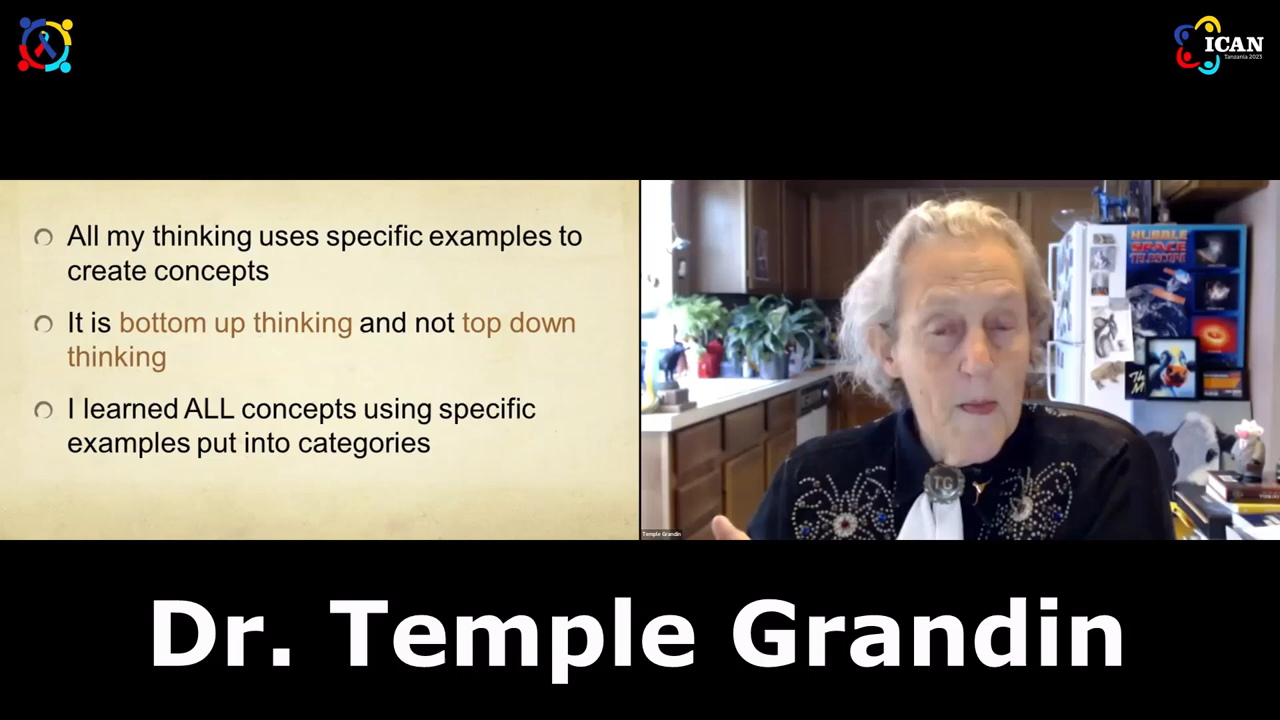 ICAN
Tanzania 2023
All my thinking uses specific examples to
create concepts
It is bottom up thinking and not top down
thinking
I learned ALL concepts using specific
examples put into categories
HUBBLE
SPACE
TELESCOPE
TG
Temple Grandin
Dr. Temple Grandin